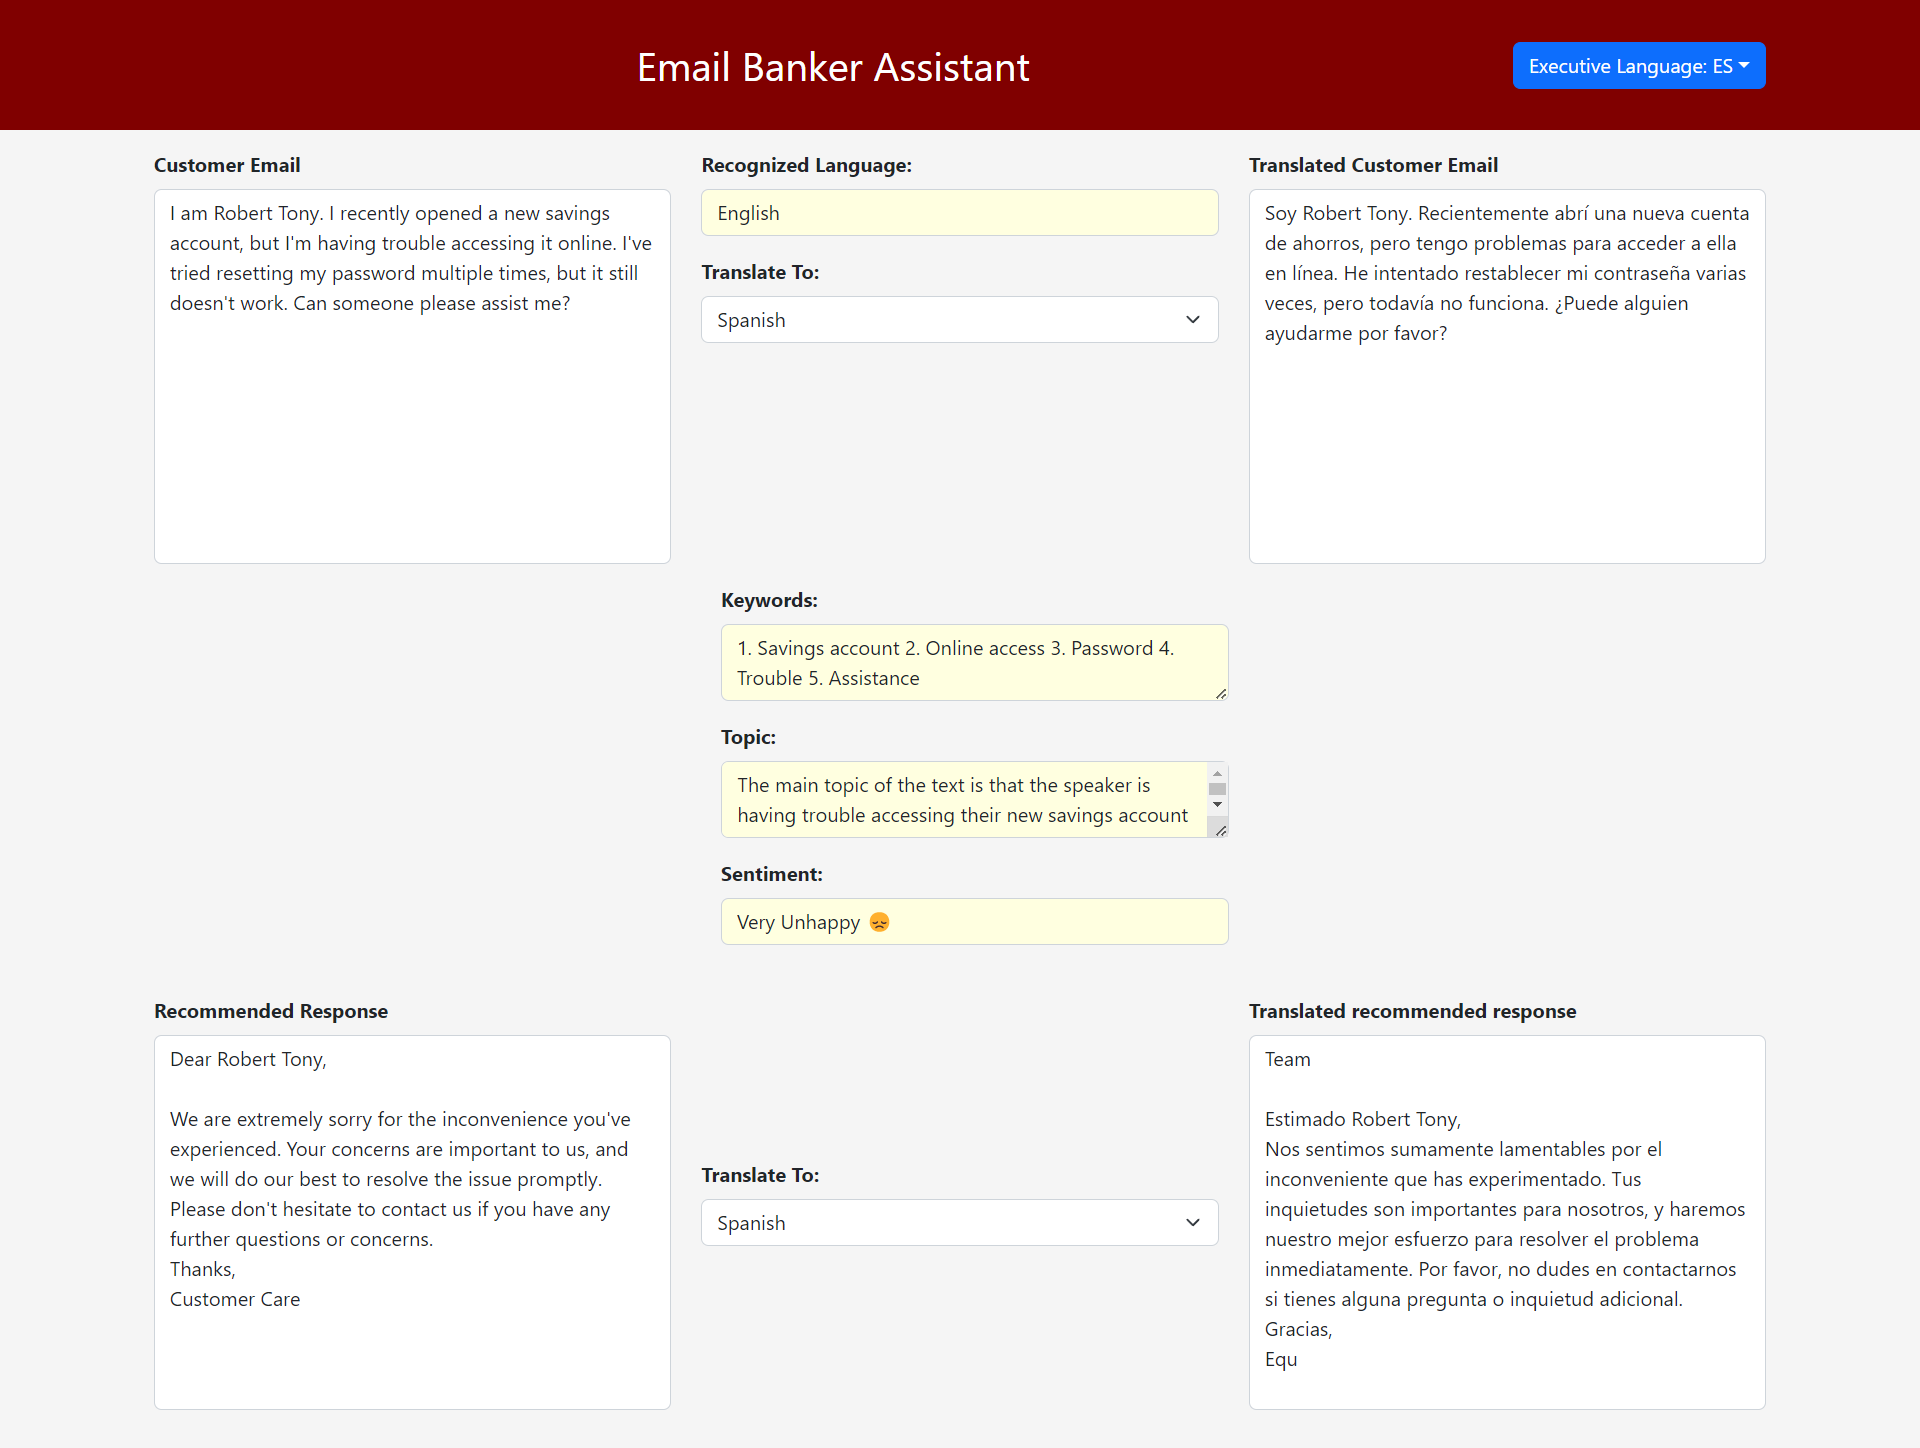 Email Banker Assistant
Executive Language: ES
Customer Email
I am Robert Tony. I recently opened a new savings
account, but I'm having trouble accessing it online. I've
tried resetting my password multiple times, but it still
doesn't work. Can someone please assist me?
Recognized Language:
English
Translate To:
Spanish
Translated Customer Email
Soy Robert Tony. Recientemente abrí una nueva cuenta
de ahorros, pero tengo problemas para acceder a ella
en línea. He intentado restablecer mi contraseña varias
veces, pero todavía no funciona. ¿Puede alguien
ayudarme por favor?
Keywords:
1. Savings account 2. Online access 3. Password 4.
Trouble 5. Assistance
Topic:
The main topic of the text is that the speaker is
having trouble accessing their new savings account
Sentiment:
Very Unhappy 😞
Recommended Response
Dear Robert Tony,
We are extremely sorry for the inconvenience you've
experienced. Your concerns are important to us, and
we will do our best to resolve the issue promptly.
Please don't hesitate to contact us if you have any
further questions or concerns.
Thanks,
Customer Care
Translate To:
Spanish
Translated recommended response
Team
Estimado Robert Tony,
Nos sentimos sumamente lamentables por el
inconveniente que has experimentado. Tus
inquietudes son importantes para nosotros, y haremos
nuestro mejor esfuerzo para resolver el problema
inmediatamente. Por favor, no dudes en contactarnos
si tienes alguna pregunta o inquietud adicional.
Gracias,
Equ